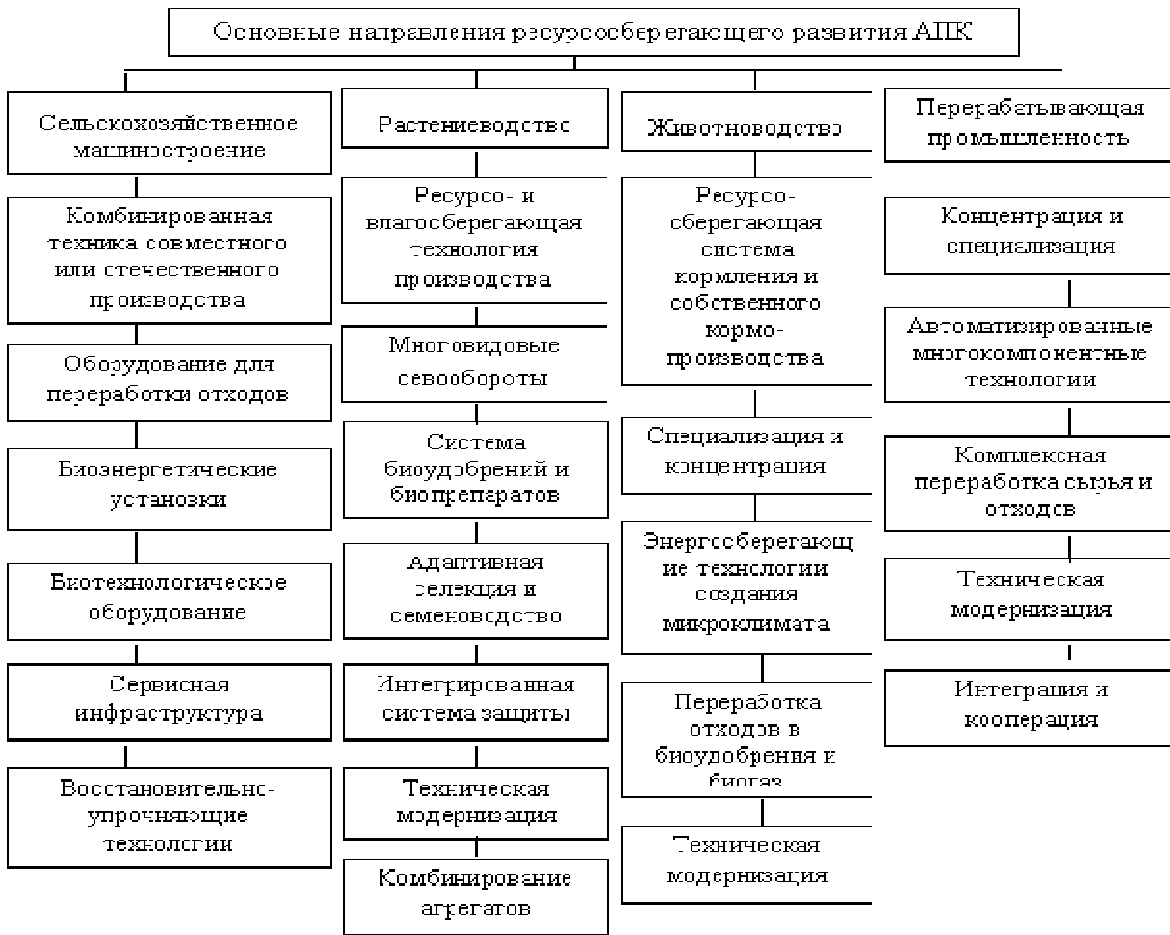 Основные направления ресурсосберегающего развития АПК
Сельскохозяйственное
машиностроение
Комбинированная
техника совместного
или отечественного
производства
Оборудование для
переработки отходов
Биоэнергетические
установки
Биотехнологическое
оборудование
Сервисная
инфраструктура
Восстановительно-
упрочняющие
технологии
Растениеводство
Ресурсо- и
влагосберегающая
технология
производства
Многовидовые
севообороты
Система
биоудобрений и
биопрепаратов
Адаптивная
селекция и
семеноводство
Интегрированная
система защиты
Техническая
модернизация
Комбинирование
агрегатов
Животноводство
Ресурсо-
сберегающая
система
кормления и
собственного
кормо-
производства
Специализация и
концентрация
Энергосберегающ
ие технологии
создания
микроклимата
Переработка
отходов в
биоудобрения и
биогаз
Техническая
модернизация
Перерабатывающая
промышленность
Концентрация и
специализация
Автоматизированные
многокомпонентные
технологии
Комплексная
переработка сырья и
отходов
Техническая
модернизация
Интеграция и
кооперация